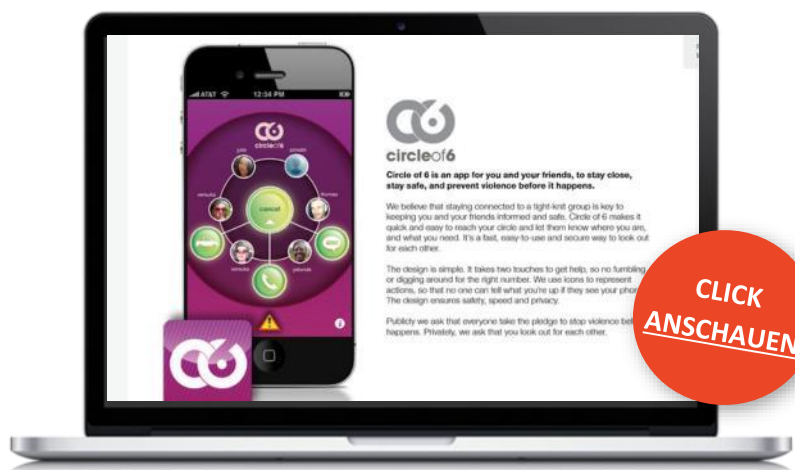 AT&T 12:34 PM
circleof6
julie
private
thomas
cancel
yolanda
circleof6
Circle of 6 is an app for you and your friends, to stay close,
stay safe, and prevent violence before it happens.
We believe that staying connected to a tight-knit group is key to
keeping you and your friends informed and safe. Circle of 6 makes it
quick and easy to reach your circle and let them know where you are,
and what you need. It's a fast, easy-to-use and secure way to look out
for each other.
The design is simple. It takes two touches to get help, so no fumbling
or digging around for the right number. We use icons to represent
actions, so that no one can tell what you're up if they see your phon
The design ensures safety, speed and privacy.
Publicly we ask that everyone take the pledge to stop violence bef
happens. Privately, we ask that you look out for each other.
CLICK
ANSCHAUEN